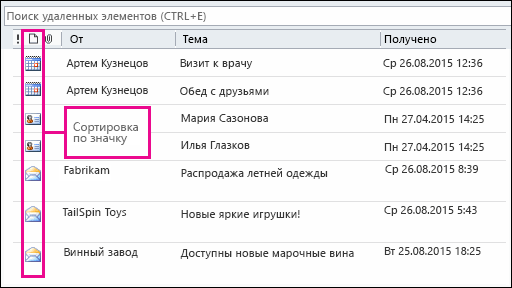 Поиск удаленных элементов (CTRL+E)
! От Тема Получено
Артем Кузнецов Визит к врачу Ср 26.08.2015 12:36
Артем Кузнецов Обед с друзьями Ср 26.08.2015 12:36
Сортировка
по значку
Мария Сазонова Пн 27.04.2015 14:25
Илья Глазков Пн 27.04.2015 14:25
Fabrikam Распродажа летней одежды Ср 26.08.2015 8:39
TailSpin Toys Новые яркие игрушки! Ср 26.08.2015 5:43
Винный завод Доступны новые марочные вина Вт 25.08.2015 18:25